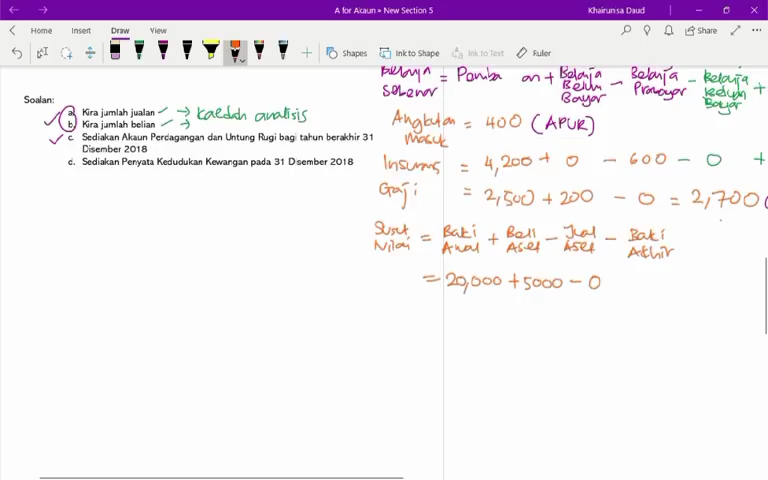 A for Akaun » New Section 5
Khairunsa Daud
Home Insert Draw View
Share
Shapes Ink to Shape Ink to Text Ruler
Soalan:
a. Kira jumlah jualan → kaedah analisis
b. Kira jumlah belian →
c. Sediakan Akaun Perdagangan dan Untung Rugi bagi tahun berakhir 31
Disember 2018
d. Sediakan Penyata Kedudukan Kewangan pada 31 Disember 2018
Belanja Sebenar = an + Belanja Belum Bayar - Belanja Prabayar - Belanja Belum Bayar +
Angkutan Masuk = 400 (APUR)
Insurans = 4,200 + 0 - 600 - 0 +
Gaji = 2,500 + 200 - 0 = 2,700
Susut Nilai = Baki Awal + Beli Aset - Jual Aset - Baki Akhir
= 20,000 + 5000 - 0